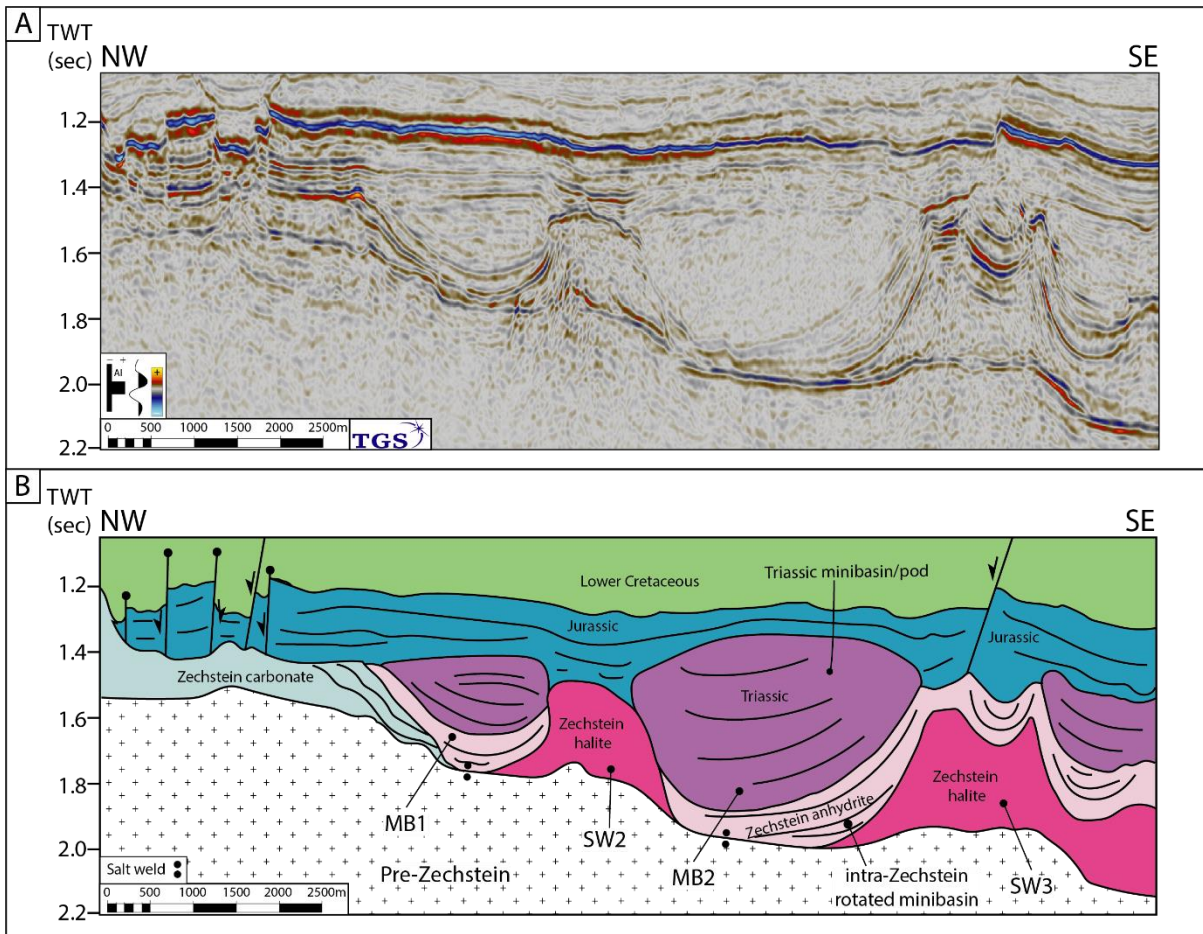 A
TWT
(sec)
NW
SE
1.2
1.4
1.6
1.8
2.0
2.2
- +
AI
+
-
0 500 1000 1500 2000 2500m
TGS
B
TWT
(sec)
NW
SE
1.2
1.4
1.6
1.8
2.0
2.2
Lower Cretaceous
Triassic minibasin/pod
Jurassic
Jurassic
Zechstein carbonate
Triassic
Zechstein
halite
Zechstein
halite
Zechstein anhydrite
MB1
SW2
MB2
intra-Zechstein
rotated minibasin
SW3
Pre-Zechstein
Salt weld
0 500 1000 1500 2000 2500m